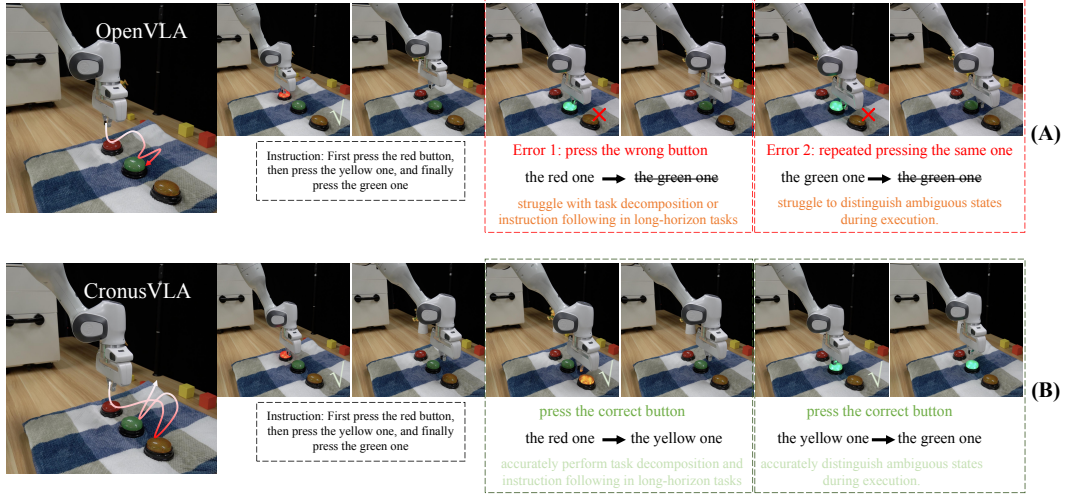 OpenVLA
√
Instruction: First press the red button,
then press the yellow one, and finally
press the green one
Error 1: press the wrong button
the red one → the green one
struggle with task decomposition or
instruction following in long-horizon tasks
Error 2: repeated pressing the same one
the green one → the green one
struggle to distinguish ambiguous states
during execution.
(A)
CronusVLA
√
√
√
Instruction: First press the red button,
then press the yellow one, and finally
press the green one
press the correct button
the red one → the yellow one
accurately perform task decomposition and
instruction following in long-horizon tasks
press the correct button
the yellow one → the green one
accurately distinguish ambiguous states
during execution.
(B)